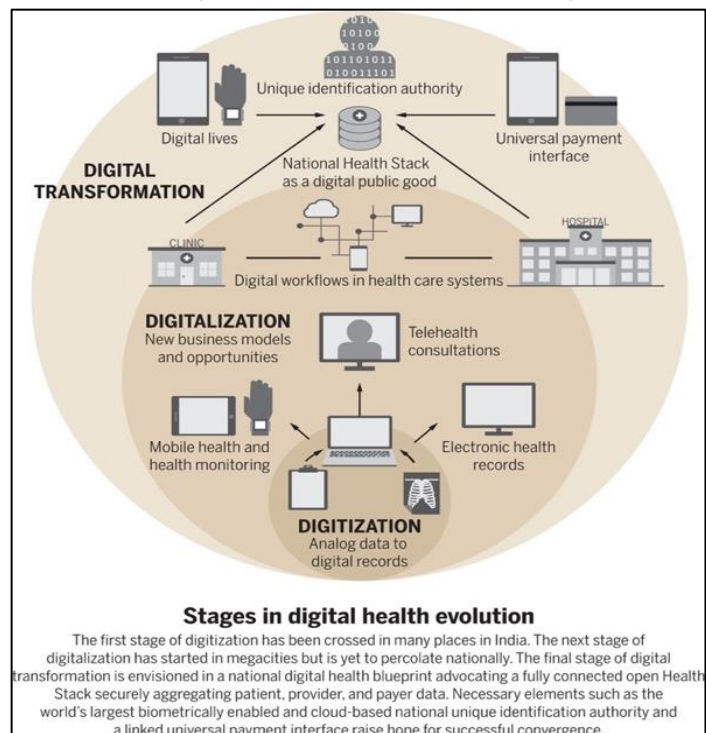 10100
0100
101101011
010011101
Unique identification authority
Digital lives
Universal payment
interface
National Health Stack
as a digital public good
DIGITAL
TRANSFORMATION
CLINIC
HOSPITAL
Digital workflows in health care systems
DIGITALIZATION
New business models
and opportunities
Telehealth
consultations
Mobile health and
health monitoring
Electronic health
records
DIGITIZATION
Analog data to
digital records
Stages in digital health evolution
The first stage of digitization has been crossed in many places in India. The next stage of
digitalization has started in megacities but is yet to percolate nationally. The final stage of digital
transformation is envisioned in a national digital health blueprint advocating a fully connected open Health
Stack securely aggregating patient, provider, and payer data. Necessary elements such as the
world's largest biometrically enabled and cloud-based national unique identification authority and
a linked universal payment interface raise hope for successful convergence.